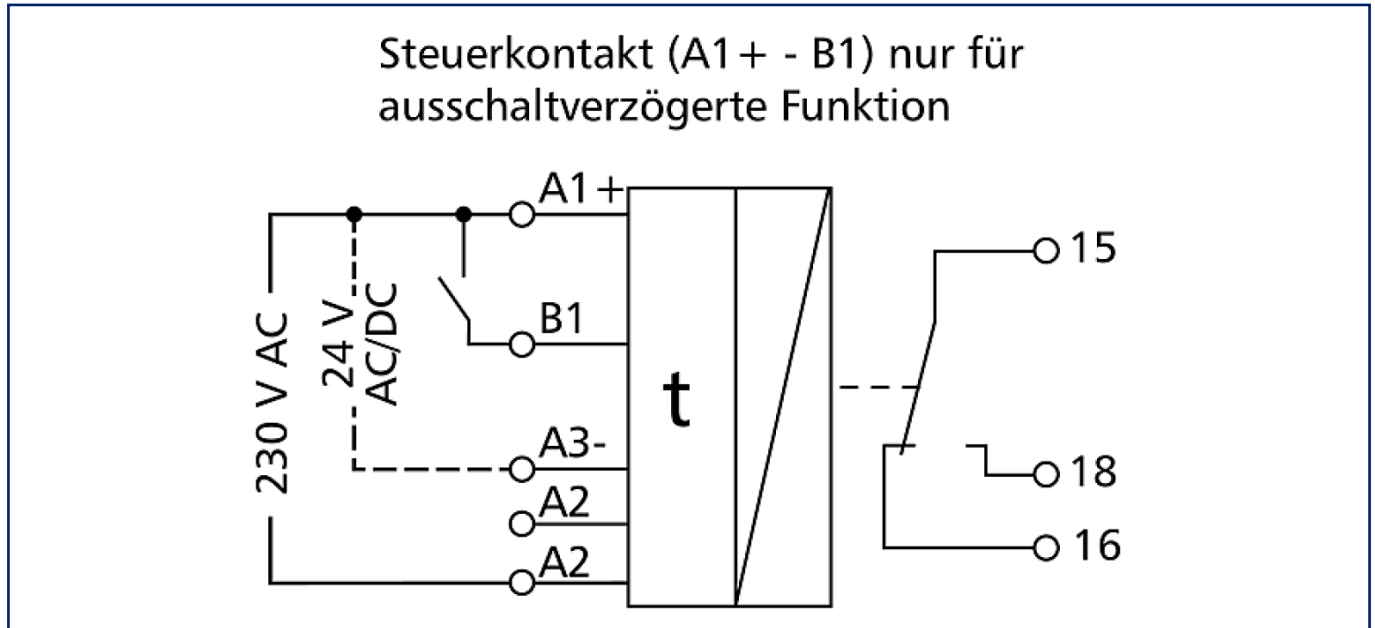 Steuerkontakt (A1+ - B1) nur für
ausschaltverzögerte Funktion
A1+
15
230 V AC
24 V
AC/DC
B1
t
A3-
18
A2
16
A2